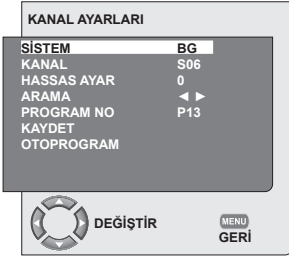 KANAL AYARLARI
SİSTEM BG
KANAL S06
HASSAS AYAR 0
ARAMA ◄ ►
PROGRAM NO P13
KAYDET
OTOPROGRAM
DEĞİŞTİR MENU
GERİ